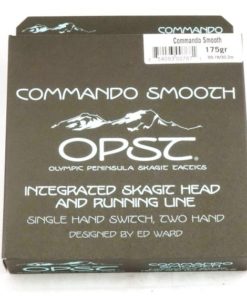 Commando Smooth
175gr
COMMANDO SMOOTH
OPST
OLYMPIC PENINSULA SKAGIT TACTICS
INTEGRATED SKAGIT HEAD
AND RUNNING LINE
SINGLE HAND SWITCH, TWO HAND
DESIGNED BY ED WARD